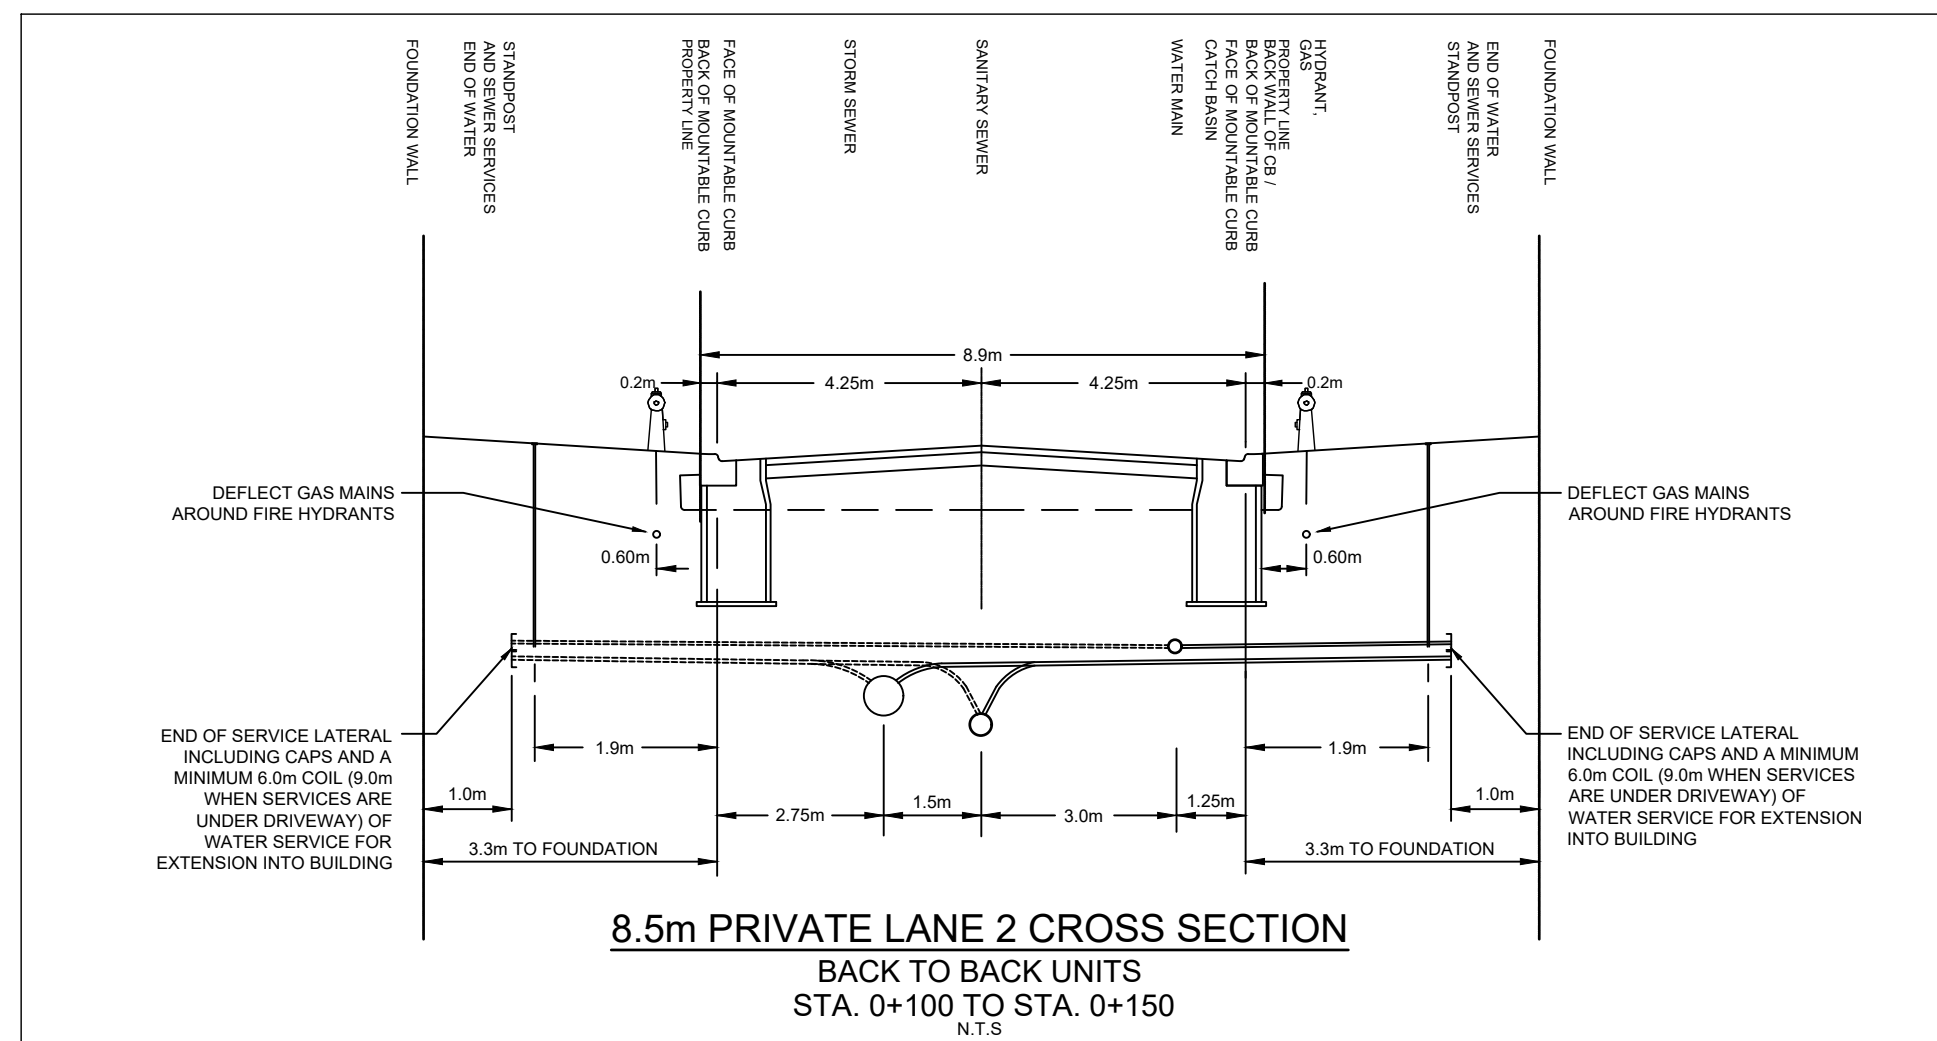 FOUNDATION WALL
STANDPOST
AND SEWER SERVICES
END OF WATER
FACE OF MOUNTABLE CURB
BACK OF MOUNTABLE CURB
PROPERTY LINE
STORM SEWER
SANITARY SEWER
WATER MAIN
HYDRANT,
GAS
PROPERTY LINE
BACK WALL OF CB /
BACK OF MOUNTABLE CURB
FACE OF MOUNTABLE CURB
CATCH BASIN
END OF WATER
AND SEWER SERVICES
STANDPOST
FOUNDATION WALL
8.9m
0.2m
4.25m
4.25m
0.2m
DEFLECT GAS MAINS
AROUND FIRE HYDRANTS
DEFLECT GAS MAINS
AROUND FIRE HYDRANTS
0.60m
0.60m
END OF SERVICE LATERAL
INCLUDING CAPS AND A
MINIMUM 6.0m COIL (9.0m
WHEN SERVICES ARE
UNDER DRIVEWAY) OF
WATER SERVICE FOR
EXTENSION INTO BUILDING
1.9m
1.9m
END OF SERVICE LATERAL
INCLUDING CAPS AND A MINIMUM
6.0m COIL (9.0m WHEN SERVICES
ARE UNDER DRIVEWAY) OF
WATER SERVICE FOR EXTENSION
INTO BUILDING
1.0m
2.75m
1.5m
3.0m
1.25m
1.0m
3.3m TO FOUNDATION
3.3m TO FOUNDATION
8.5m PRIVATE LANE 2 CROSS SECTION
BACK TO BACK UNITS
STA. 0+100 TO STA. 0+150
N.T.S